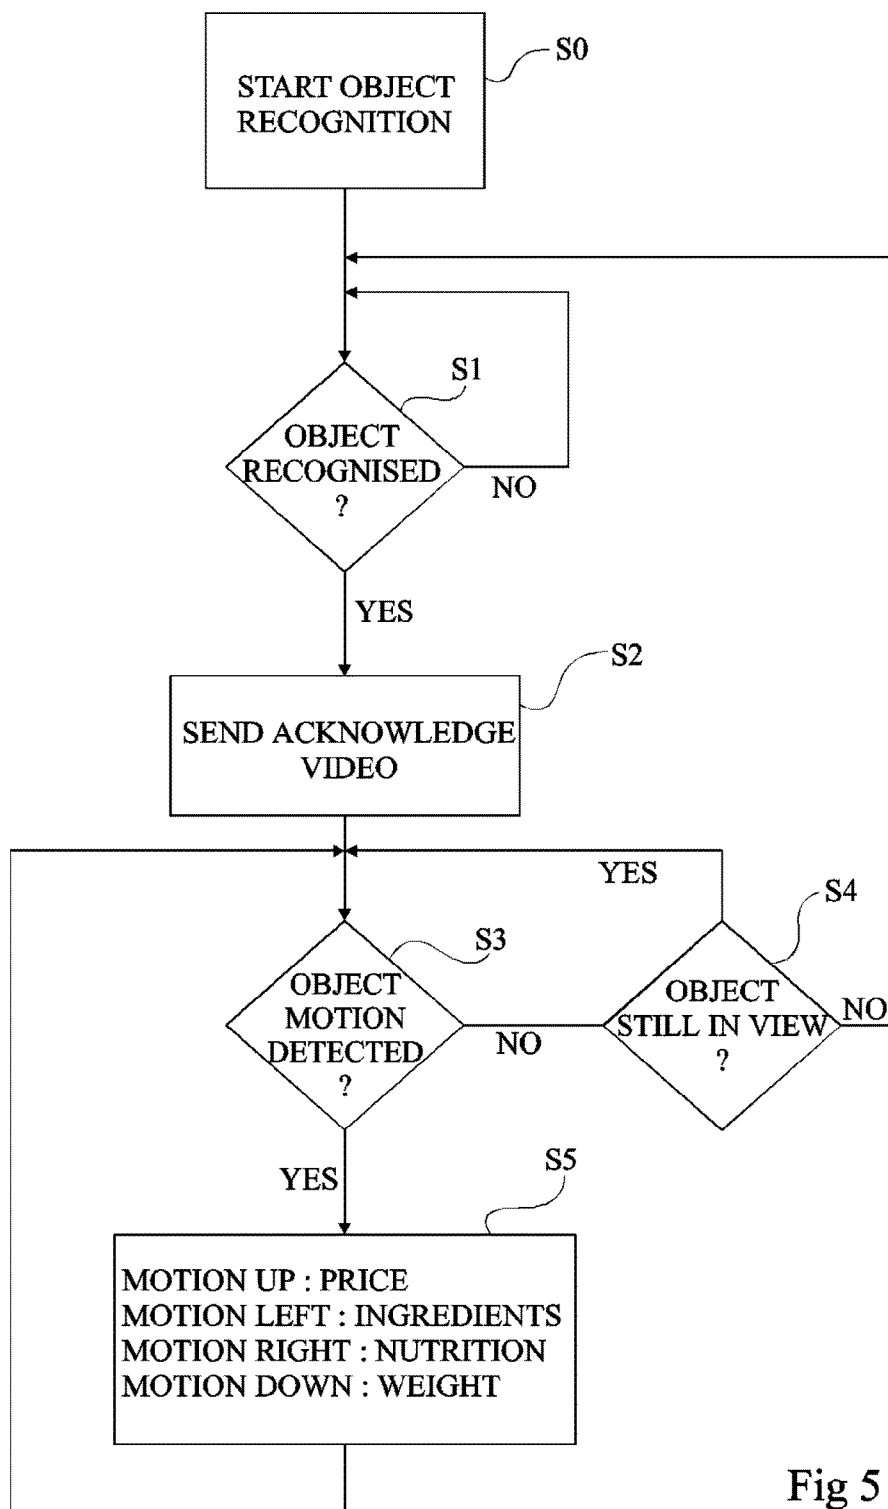 S0
START OBJECT
RECOGNITION
S1
OBJECT
RECOGNISED
?
NO
YES
S2
SEND ACKNOWLEDGE
VIDEO
YES
S4
S3
OBJECT
MOTION
DETECTED
?
NO
OBJECT
STILL IN VIEW
?
NO
YES
S5
MOTION UP : PRICE
MOTION LEFT : INGREDIENTS
MOTION RIGHT : NUTRITION
MOTION DOWN : WEIGHT
Fig 5